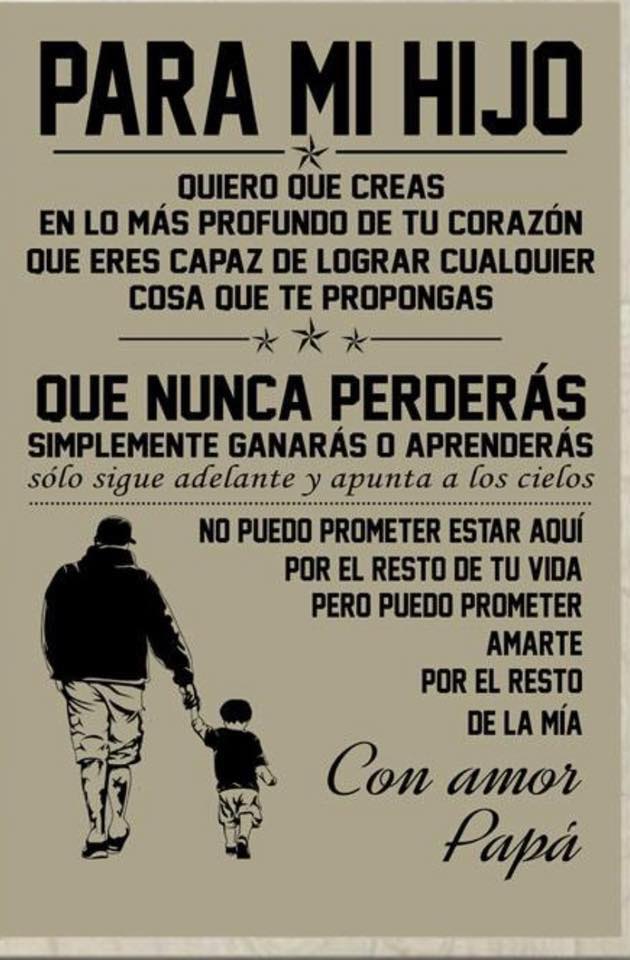 PARA MI HIJO
QUIERO QUE CREAS
EN LO MÁS PROFUNDO DE TU CORAZÓN
QUE ERES CAPAZ DE LOGRAR CUALQUIER
COSA QUE TE PROPONGAS
QUE NUNCA PERDERÁS
SIMPLEMENTE GANARÁS O APRENDERÁS
sólo sigue adelante y apunta a los cielos
NO PUEDO PROMETER ESTAR AQUÍ
POR EL RESTO DE TU VIDA
PERO PUEDO PROMETER
AMARTE
POR EL RESTO
DE LA MÍA
Con amor
Papá